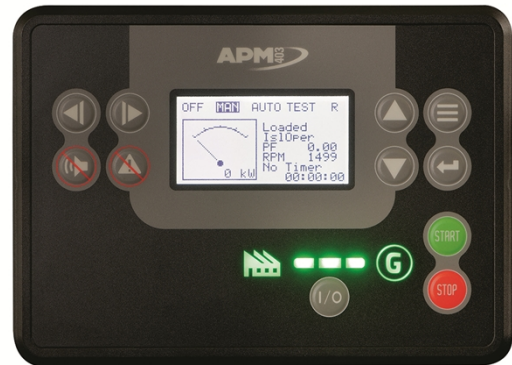 APM 403
OFF MAN AUTO TEST R
Loaded
IslOper
PF 0.00
RPM 1499
No Timer
00:00:00
0 kW
START
G
STOP
I/O